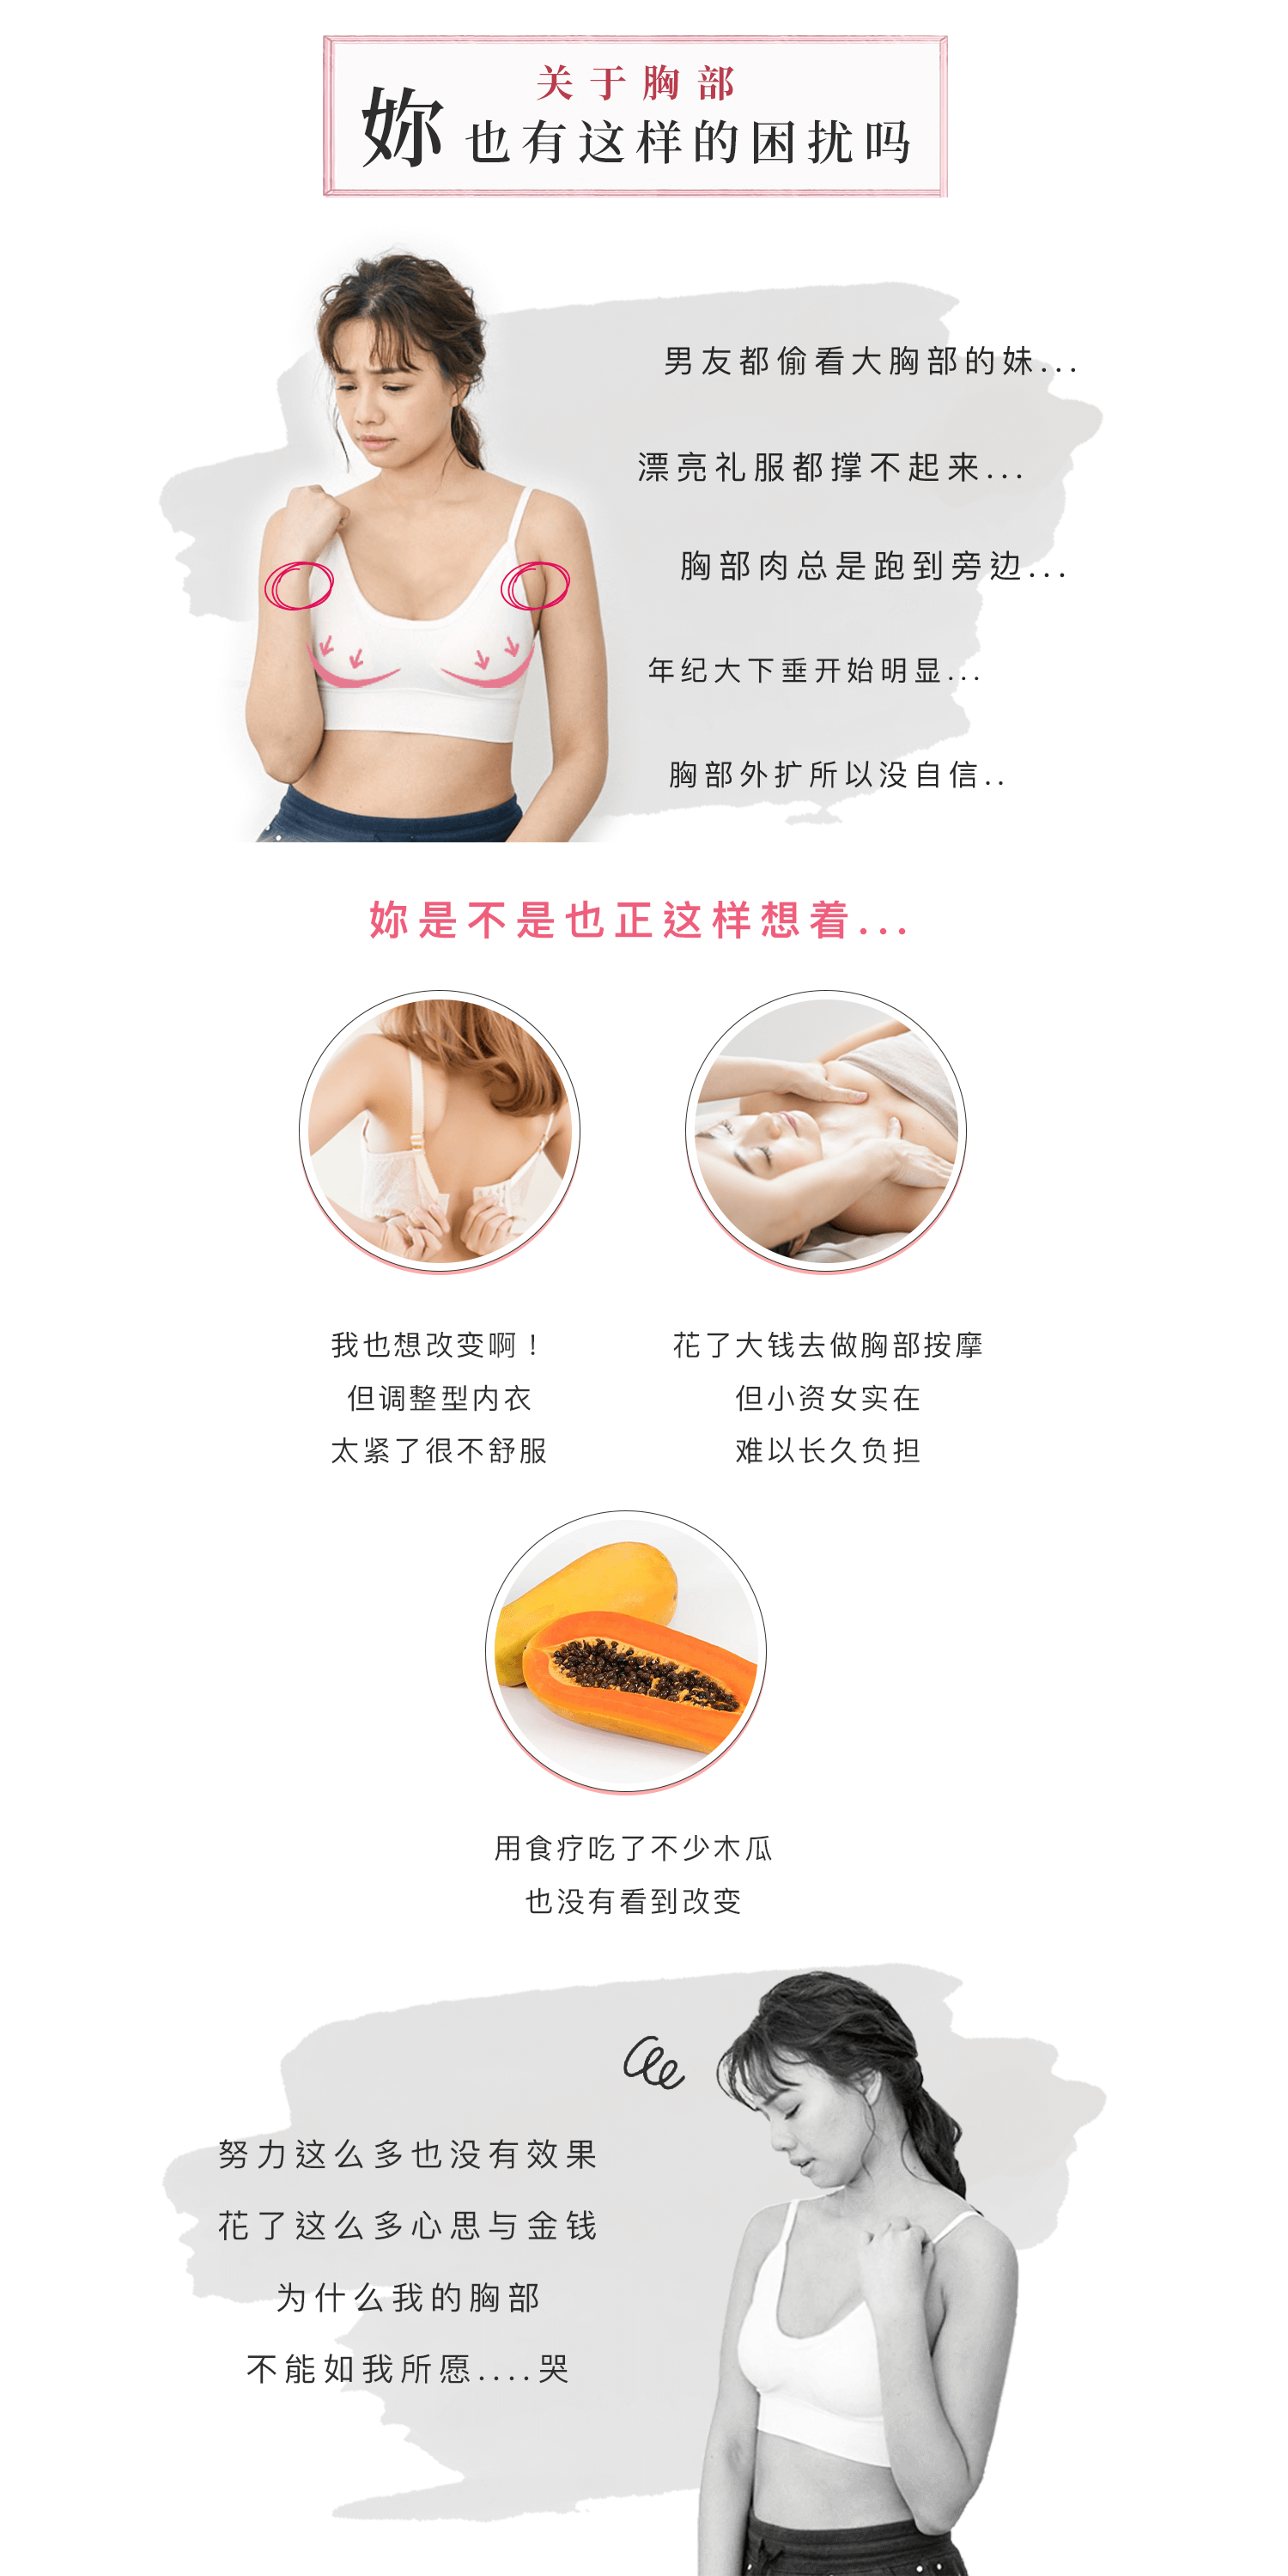 关于胸部
妳也有这样的困扰吗
男友都偷看大胸部的妹...
漂亮礼服都撑不起来...
胸部肉总是跑到旁边...
年纪大下垂开始明显...
胸部外扩所以没自信..
妳是不是也正这样想着...
我也想改变啊！
但调整型内衣
太紧了很不舒服
花了大钱去做胸部按摩
但小资女实在
难以长久负担
用食疗吃了不少木瓜
也没有看到改变
努力这么多也没有效果
花了这么多心思与金钱
为什么我的胸部
不能如我所愿....哭